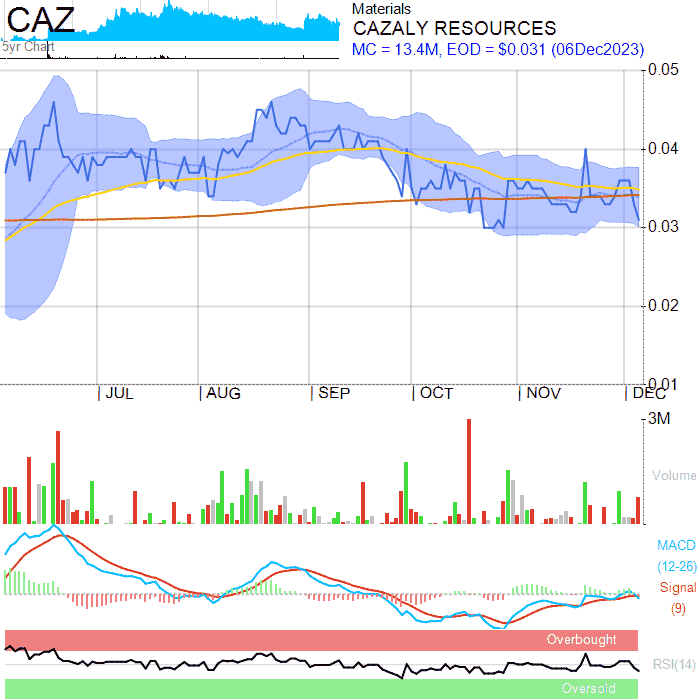 CAZ
5yr Chart
Materials
CAZALY RESOURCES
MC = 13.4M, EOD = $0.031 (06Dec2023)
0.05
0.04
0.03
0.02
0.01
JUL AUG SEP OCT NOV DEC
3M
Volume
MACD
(12-26)
Signal
(9)
Overbought
RSI(14)
Oversold